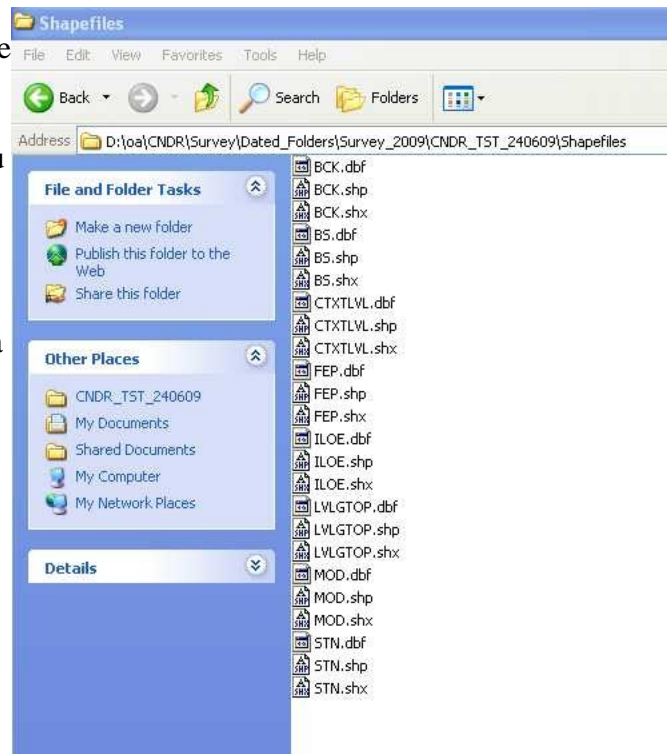 Shapefiles
e
File Edit View Favorites Tools Help
Back Search Folders
Address D:\oa\CNDR\Survey\Dated_Folders\Survey_2009\CNDR_TST_240609\Shapefiles
File and Folder Tasks
Make a new folder
Publish this folder to the
Web
Share this folder
Other Places
CNDR_TST_240609
My Documents
Shared Documents
My Computer
My Network Places
Details
BCK.dbf
BCK.shp
BCK.shx
BS.dbf
BS.shp
BS.shx
CTXTLVL.dbf
CTXTLVL.shp
CTXTLVL.shx
FEP.dbf
FEP.shp
FEP.shx
ILOE.dbf
ILOE.shp
ILOE.shx
LVLGTOP.dbf
LVLGTOP.shp
LVLGTOP.shx
MOD.dbf
MOD.shp
MOD.shx
STN.dbf
STN.shp
STN.shx